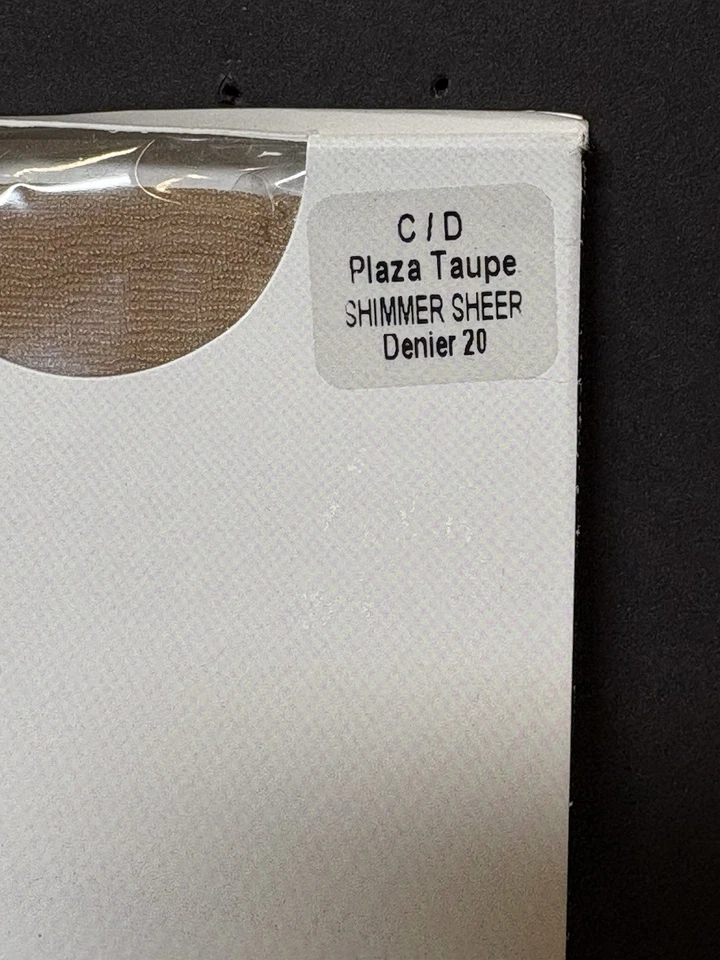 C / D
Plaza Taupe
SHIMMER SHEER
Denier 20